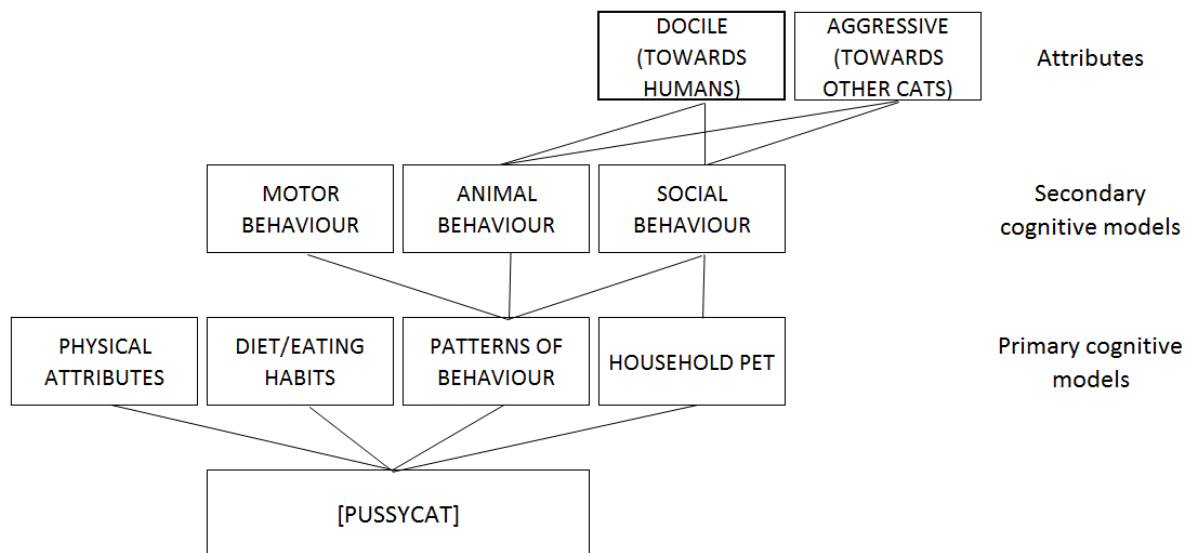 DOCILE
(TOWARDS
HUMANS)
AGGRESSIVE
(TOWARDS
OTHER CATS)
Attributes
MOTOR
BEHAVIOUR
ANIMAL
BEHAVIOUR
SOCIAL
BEHAVIOUR
Secondary
cognitive models
PHYSICAL
ATTRIBUTES
DIET/EATING
HABITS
PATTERNS OF
BEHAVIOUR
HOUSEHOLD PET
Primary cognitive
models
[PUSSYCAT]